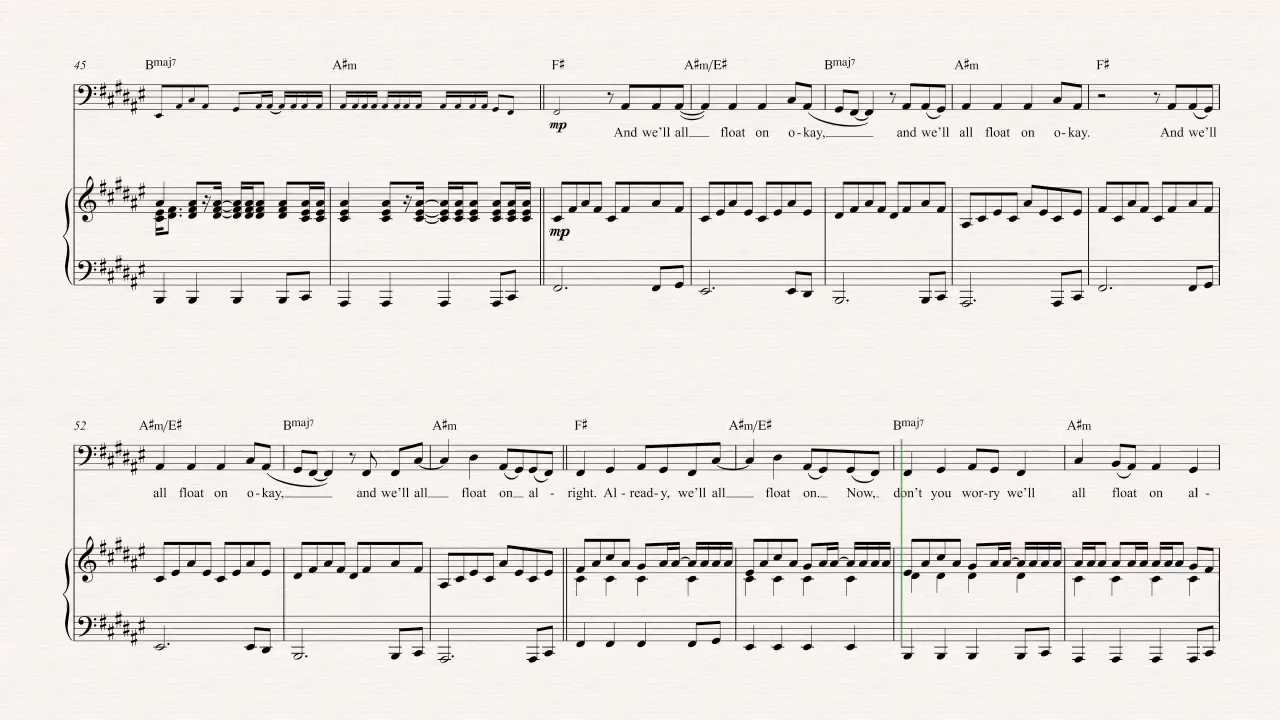 45 Bmaj7 A♯m F♯ A♯m/E♯ Bmaj7 A♯m F♯
mp And we'll all float on o-kay, and we'll all float on o-kay. And we'll
mp
52 A♯m/E♯ Bmaj7 A♯m F♯ A♯m/E♯ Bmaj7 A♯m
all float on o-kay, and we'll all float on al - right. Al-read-y, we'll all float on. Now, don't you wor-ry we'll all float on al -